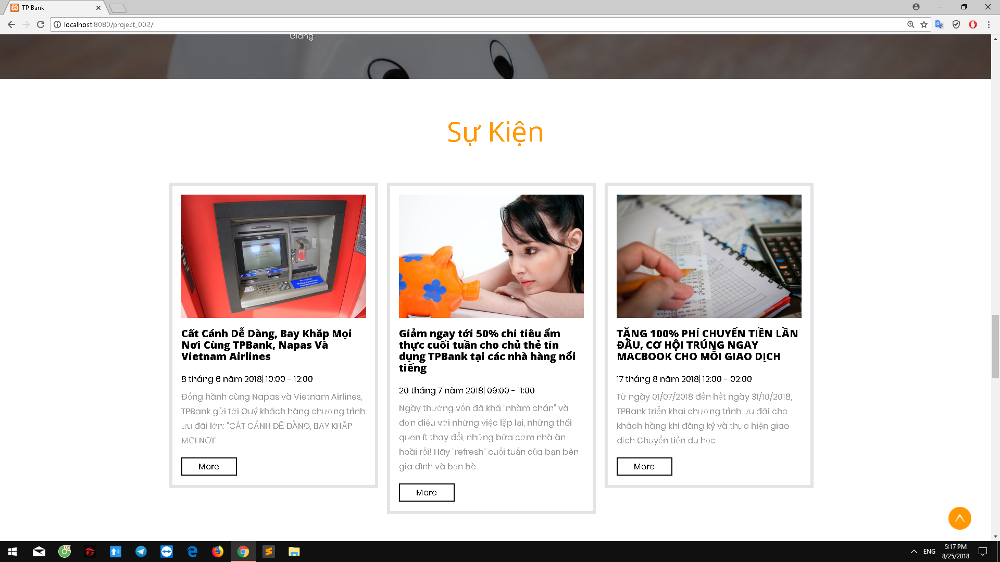 TP Bank
localhost:8080/project_002/
Giang
Sự Kiện
Cất Cánh Dễ Dàng, Bay Khắp Mọi
Nơi Cùng TPBank, Napas Và
Vietnam Airlines
8 tháng 6 năm 2018| 10:00 - 12:00
Đồng hành cùng Napas và Vietnam Airlines,
TPBank gửi tới Quý khách hàng chương trình
ưu đãi lớn: "CẤT CÁNH DỄ DÀNG, BAY KHẮP
MỌI NƠI"
More
Giảm ngay tới 50% chi tiêu ẩm
thực cuối tuần cho chủ thẻ tín
dụng TPBank tại các nhà hàng nổi
tiếng
20 tháng 7 năm 2018| 09:00 - 11:00
Ngày thường vốn đã khá "nhàm chán" và
đơn điệu với những việc lặp lại, những thói
quen ít thay đổi, những bữa cơm nhà ăn
hoài rồi! Hãy "refresh" cuối tuần của bạn bên
gia đình và bạn bè
More
TẶNG 100% PHÍ CHUYỂN TIỀN LẦN
ĐẦU, CƠ HỘI TRÚNG NGAY
MACBOOK CHO MỖI GIAO DỊCH
17 tháng 8 năm 2018| 12:00 - 02:00
Từ ngày 01/07/2018 đến hết ngày 31/10/2018,
TPBank triển khai chương trình ưu đãi cho
khách hàng khi đăng ký và thực hiện giao
dịch Chuyển tiền du học
More
ENG
5:17 PM
8/25/2018